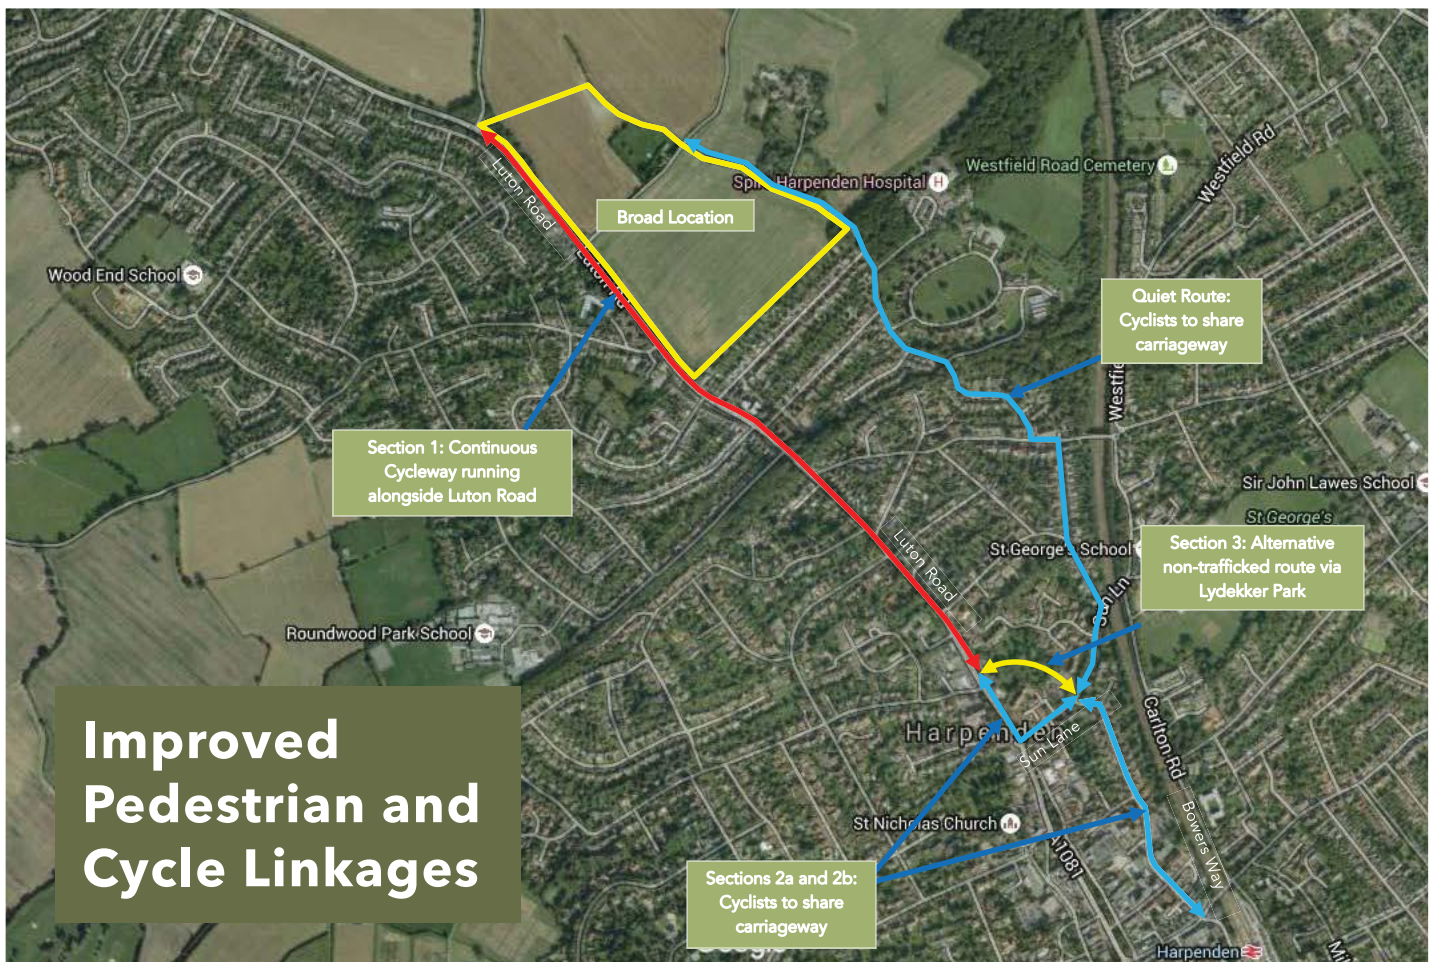 Westfield Rd
Westfield Road Cemetery
Harpenden Hospital
H
Luton Road
Broad Location
Wood End School
Quiet Route:
Cyclists to share
carriageway
Section 1: Continuous
Cycleway running
alongside Luton Road
Sir John Lawes School
St George's
St George's School
Section 3: Alternative
non-trafficked route via
Lydekker Park
Luton Road
Sun Ln
Roundwood Park School
Improved
Pedestrian and
Cycle Linkages
Harpenden
Sun Lane
Carlton Rd
St Nicholas Church
A1081
Bowers Way
Sections 2a and 2b:
Cyclists to share
carriageway
Harpenden